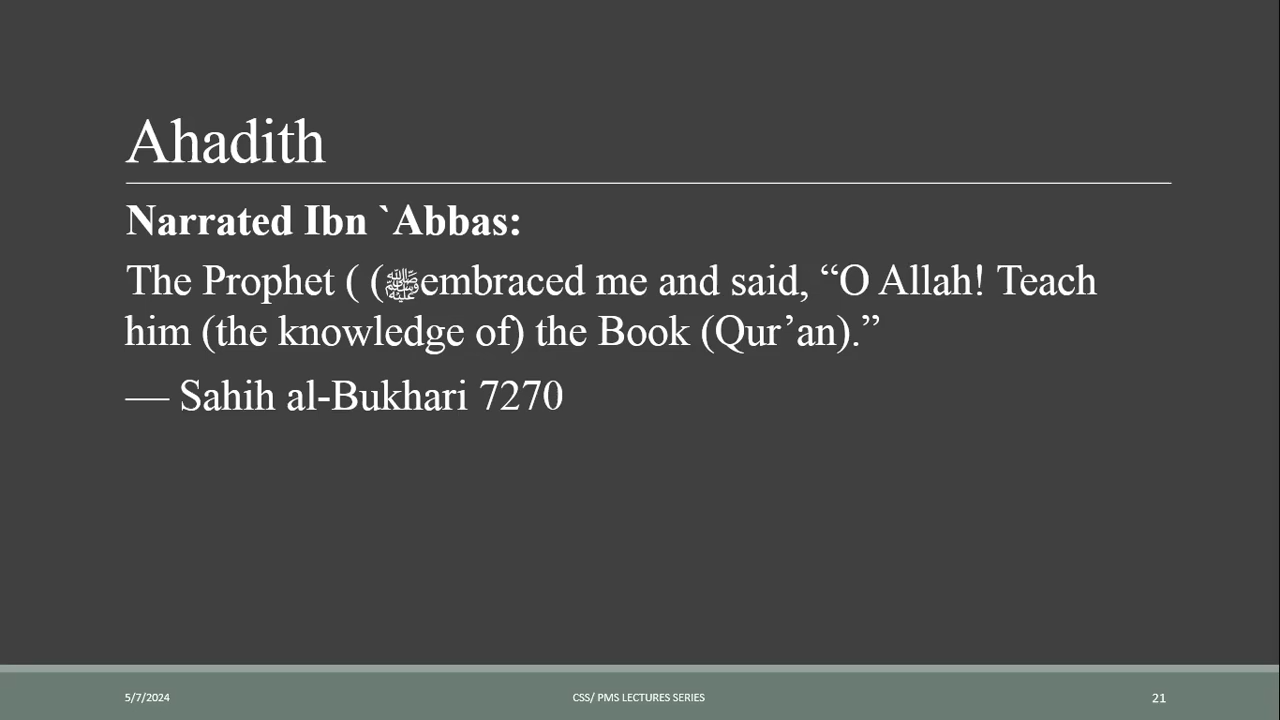 Ahadith
Narrated Ibn `Abbas:
The Prophet ( (ﷺembraced me and said, “O Allah! Teach
him (the knowledge of) the Book (Qur’an).”
— Sahih al-Bukhari 7270
5/7/2024 CSS/ PMS LECTURES SERIES 21